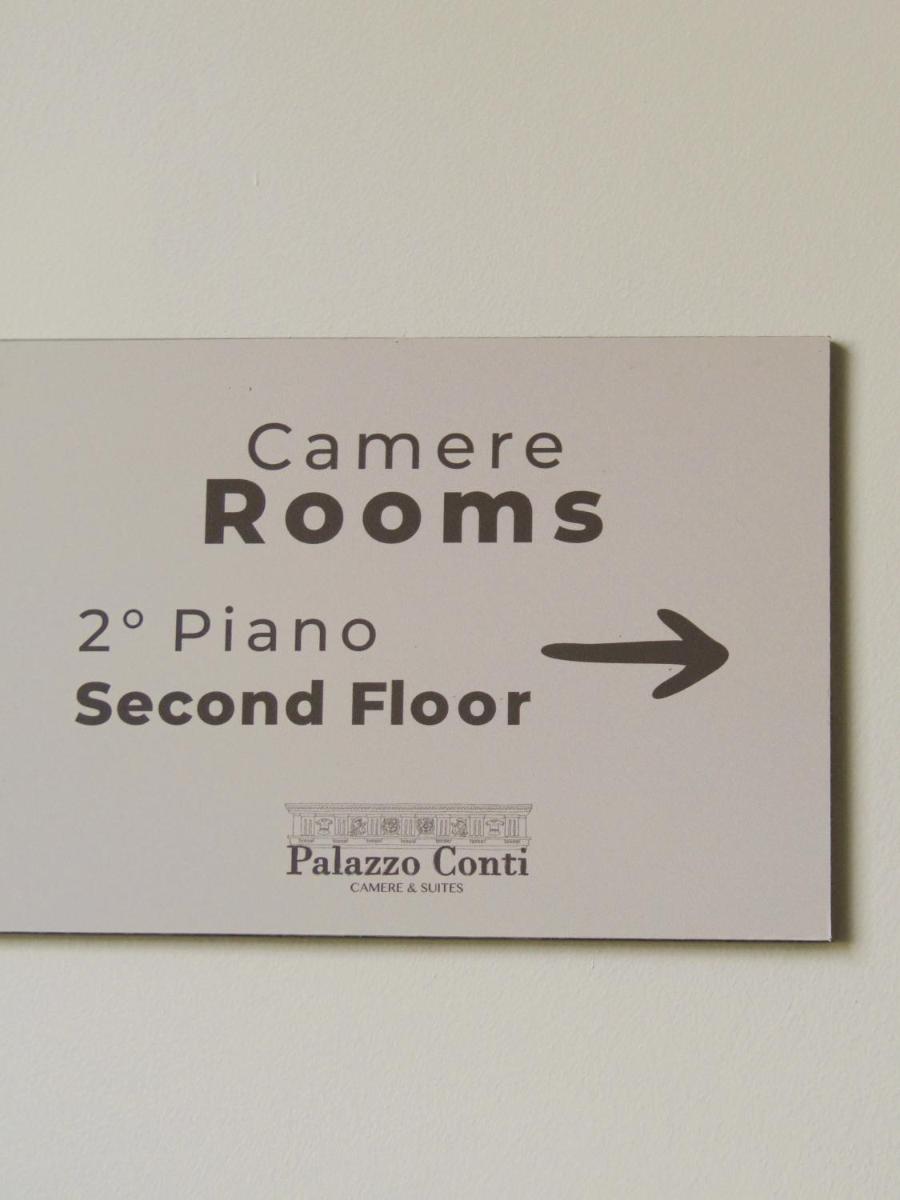 Camere
Rooms
2° Piano
Second Floor
Palazzo Conti
CAMERE & SUITES